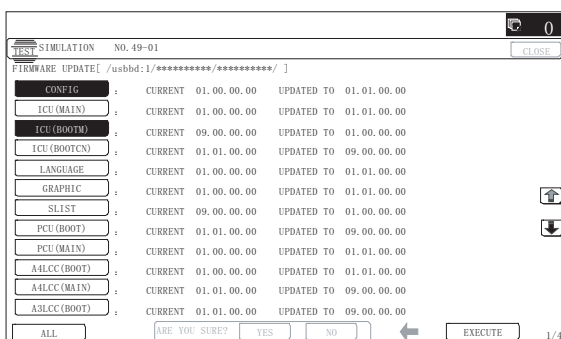 0
TEST SIMULATION NO. 49-01
CLOSE
FIRMWARE UPDATE[ /usbbd:1/**********/**********/ ]
CONFIG : CURRENT 01.00.00.00 UPDATED TO 01.01.00.00
ICU(MAIN) : CURRENT 01.00.00.00 UPDATED TO 01.01.00.00
ICU(BOOTM) : CURRENT 09.00.00.00 UPDATED TO 01.00.00.00
ICU(BOOTCN) : CURRENT 01.01.00.00 UPDATED TO 09.00.00.00
LANGUAGE : CURRENT 01.00.00.00 UPDATED TO 01.01.00.00
GRAPHIC : CURRENT 01.00.00.00 UPDATED TO 01.01.00.00
SLIST : CURRENT 09.00.00.00 UPDATED TO 01.00.00.00
PCU(BOOT) : CURRENT 01.01.00.00 UPDATED TO 09.00.00.00
PCU(MAIN) : CURRENT 01.00.00.00 UPDATED TO 01.01.00.00
A4LCC(BOOT) : CURRENT 01.00.00.00 UPDATED TO 01.01.00.00
A4LCC(MAIN) : CURRENT 01.01.00.00 UPDATED TO 09.00.00.00
A3LCC(BOOT) : CURRENT 01.01.00.00 UPDATED TO 09.00.00.00
ALL ARE YOU SURE? YES NO EXECUTE 1/4